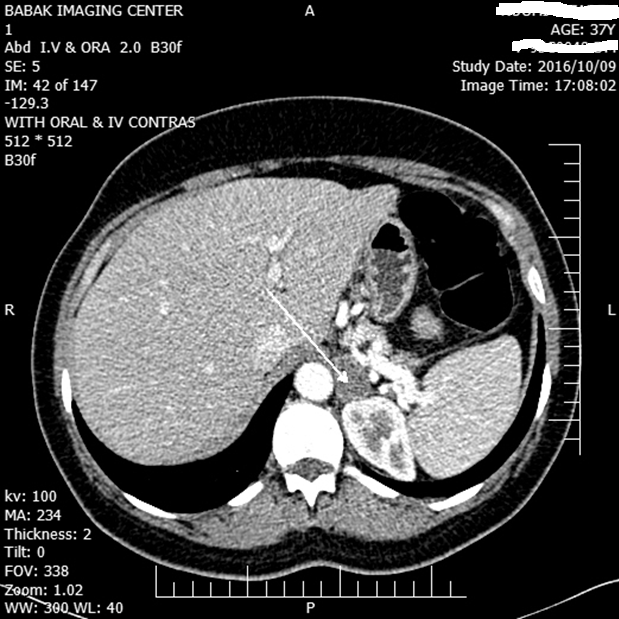 BABAK IMAGING CENTER
1
Abd I.V & ORA 2.0 B30f
SE: 5
IM: 42 of 147
-129.3
WITH ORAL & IV CONTRAS
512 * 512
B30f
A
AGE: 37Y
Study Date: 2016/10/09
Image Time: 17:08:02
R
L
kv: 100
MA: 234
Thickness: 2
Tilt: 0
FOV: 338
Zoom: 1.02
WW: 300 WL: 40
P